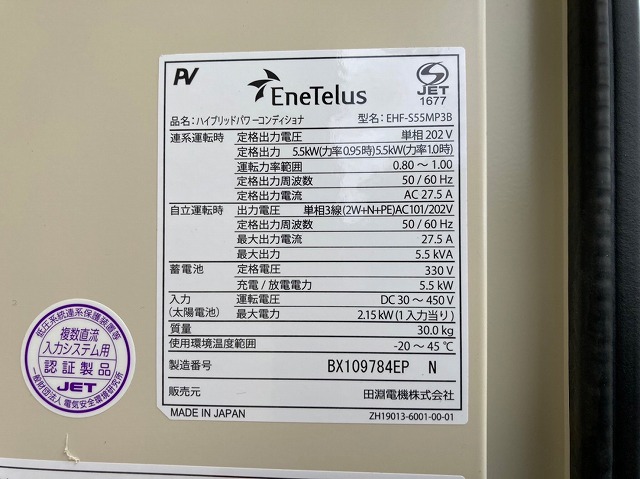 PV
EneTelus
S
JET
1677
品名：ハイブリッドパワーコンディショナ 型名：EHF-S55MP3B
連系運転時 定格出力電圧 単相 202 V
定格出力 5.5kW(力率0.95時)5.5kW(力率1.0時)
運転力率範囲 0.80 ～ 1.00
定格出力周波数 50 / 60 Hz
定格出力電流 AC 27.5 A
自立運転時 出力電圧 単相3線(2W+N+PE)AC101/202V
定格出力周波数 50 / 60 Hz
最大出力電流 27.5 A
最大出力 5.5 kVA
蓄電池 定格電圧 330 V
充電 / 放電電力 5.5 kW
入力 運転電圧 DC 30 ～ 450 V
(太陽電池) 最大電力 2.15 kW (1 入力当り)
質量 30.0 kg
使用環境温度範囲 -20 ～ 45 ℃
製造番号 BX109784EP N
販売元 田淵電機株式会社
MADE IN JAPAN ZH19013-6001-00-01
低圧系統連系保護装置等
複数直流
入力システム用
認証製品
JET
一般財団法人 電気安全環境研究所